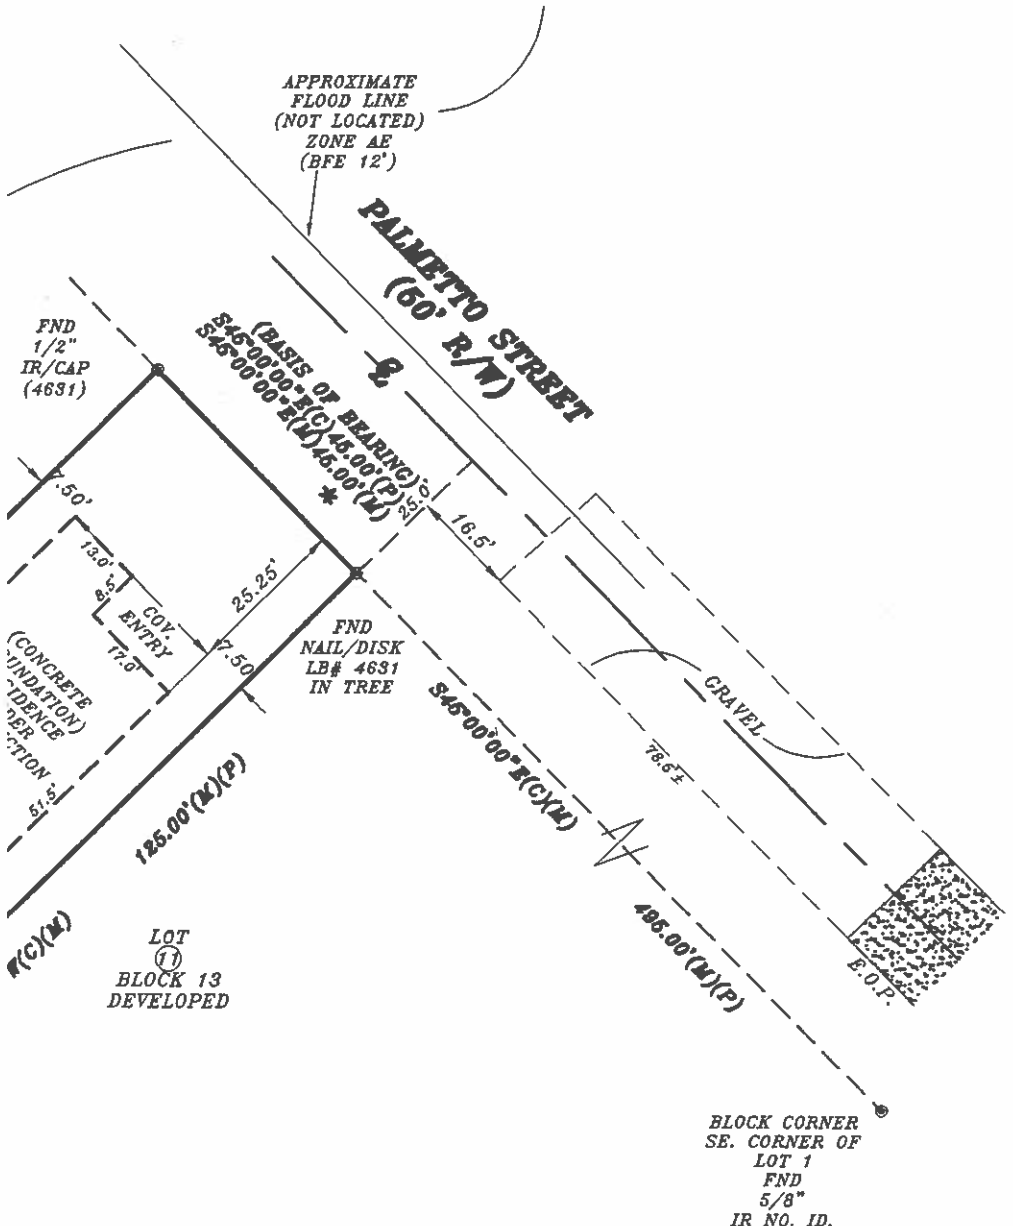 APPROXIMATE
FLOOD LINE
(NOT LOCATED)
ZONE AE
(BFE 12')
PALMETTO STREET
(50' R/W)
FND
1/2"
IR/CAP
(4631)
(BASIS OF BEARING)
S45°00'00"E(C)45.00'(P)
S45°00'00"E(M)45.00'(M)
*
25.0'
16.5'
7.50'
13.0'
8.5'
COV.
ENTRY
17.0'
25.25'
7.50
FND
NAIL/DISK
LB# 4631
IN TREE
(CONCRETE
UNDATION)
IDENCE
DER
CTION
51.5'
125.00'(M)(P)
(C)(M)
S45°00'00"E(C)(M)
GRAVEL
78.6'±
495.00'(M)(P)
E.O.P.
LOT
11
BLOCK 13
DEVELOPED
BLOCK CORNER
SE. CORNER OF
LOT 1
FND
5/8"
IR NO. ID.